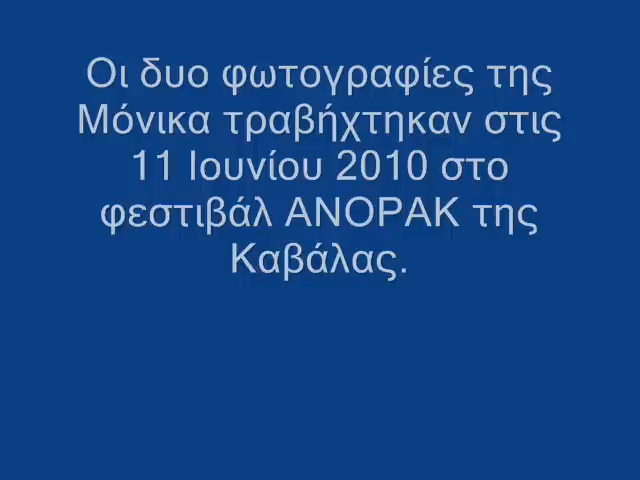 Οι δυο φωτογραφίες της
Μόνικα τραβήχτηκαν στις
11 Ιουνίου 2010 στο
φεστιβάλ ΑΝΟΡΑΚ της
Καβάλας.